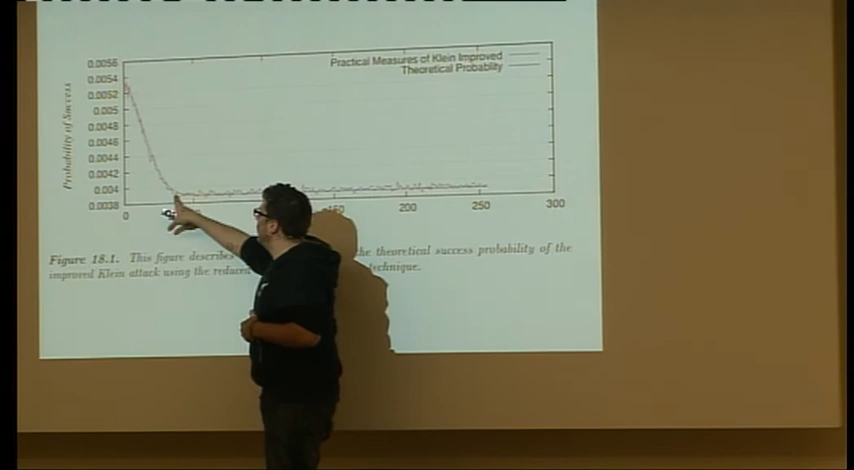 0.0056
0.0054
0.0052
0.005
0.0048
0.0046
0.0044
0.0042
0.004
0.0038
Probability of Success
Practical Measures of Klein Improved
Theoretical Probablity
0
200
250
300
Figure 18.1. This figure describes the theoretical success probability of the
improved Klein attack using the reduced technique.